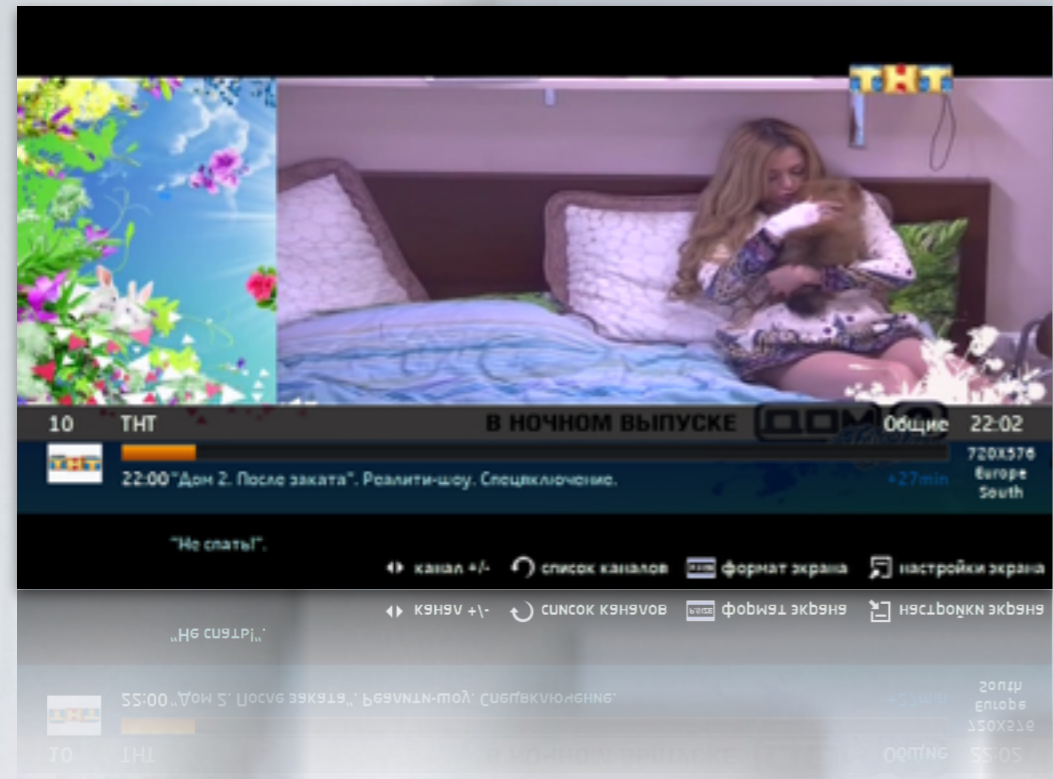 ТНТ
В НОЧНОМ ВЫПУСКЕ ДОМ 2
10 ТНТ Общие 22:02
ТНТ
720X576
Europe
South
22:00 "Дом 2. После заката". Реалити-шоу. Спецвключение. +27min
"Не спать!".
канал +/- список каналов формат экрана настройки экрана